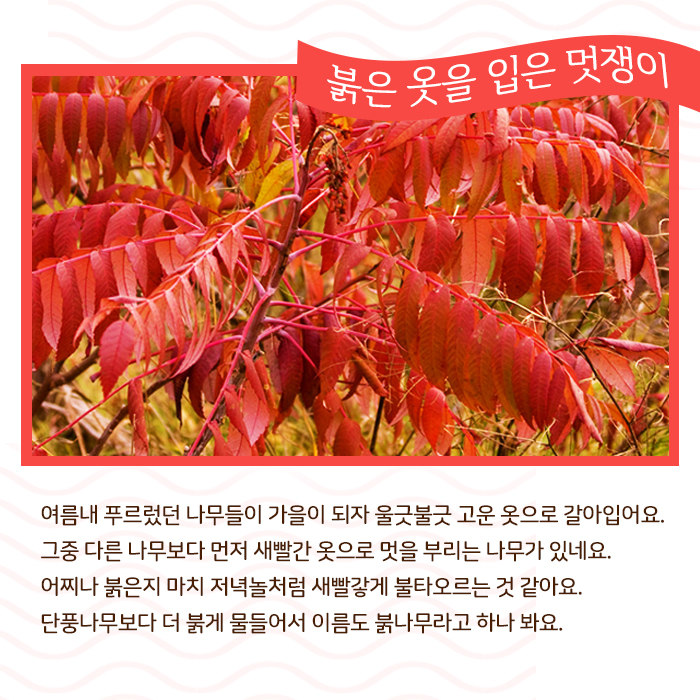 붉은 옷을 입은 멋쟁이
여름내 푸르렀던 나무들이 가을이 되자 울긋불긋 고운 옷으로 갈아입어요.
그중 다른 나무보다 먼저 새빨간 옷으로 멋을 부리는 나무가 있네요.
어찌나 붉은지 마치 저녁놀처럼 새빨갛게 불타오르는 것 같아요.
단풍나무보다 더 붉게 물들어서 이름도 붉나무라고 하나 봐요.